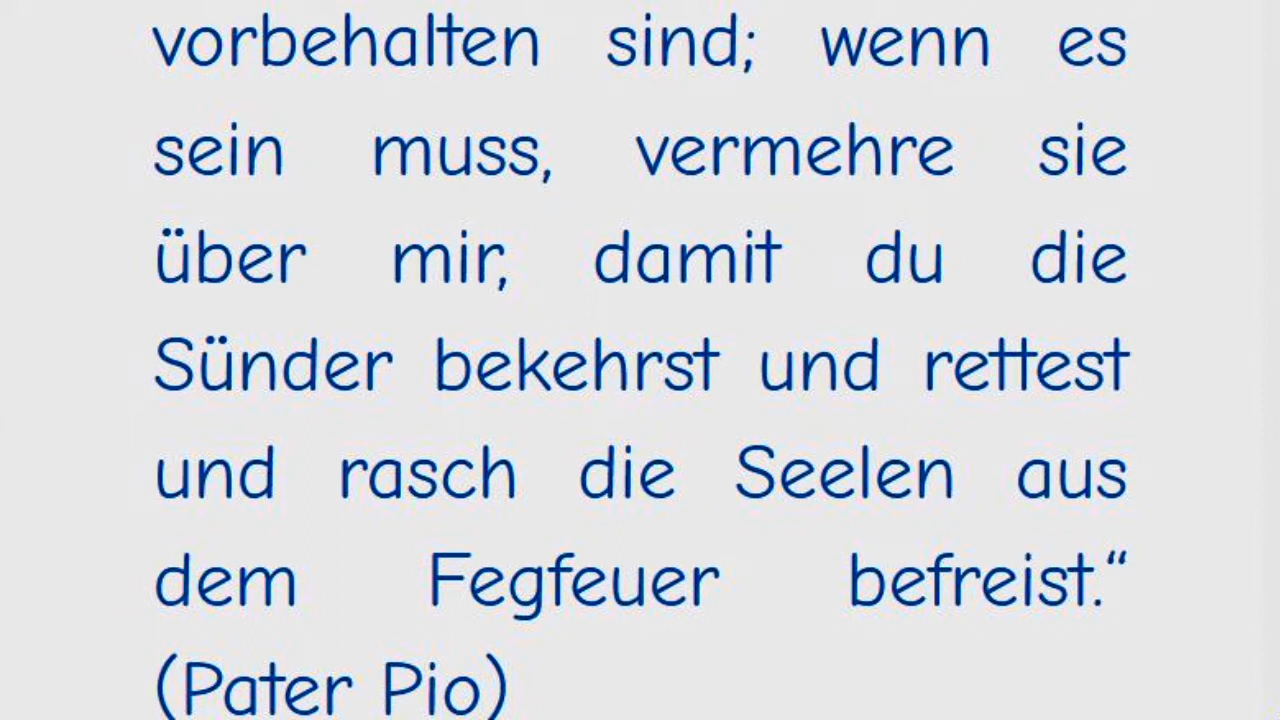 vorbehalten sind; wenn es
sein muss, vermehre sie
über mir, damit du die
Sünder bekehrst und rettest
und rasch die Seelen aus
dem Fegfeuer befreist.“
(Pater Pio)